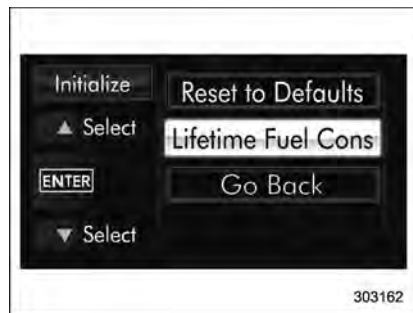 Initialize
▲ Select
ENTER
▼ Select
Reset to Defaults
Lifetime Fuel Cons
Go Back
303162